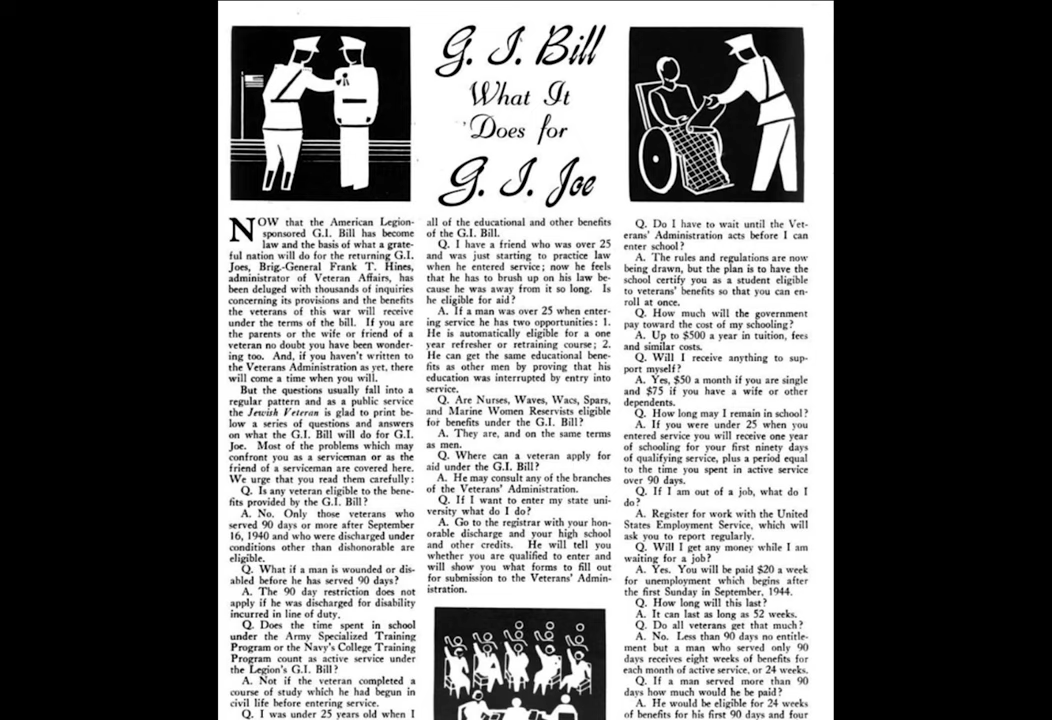 G. I. Bill
What It
Does for
G. I. Joe
NOW that the American Legion-
sponsored G.I. Bill has become
law and the basis of what a grate-
ful nation will do for the returning G.I.
Joes, Brig.-General Frank T. Hines,
administrator of Veteran Affairs, has
been deluged with thousands of inquiries
concerning its provisions and the benefits
the veterans of this war will receive
under the terms of the bill. If you are
the parents or the wife or friend of a
veteran no doubt you have been wonder-
ing too. And, if you haven't written to
the Veterans Administration as yet, there
will come a time when you will.
But the questions usually fall into a
regular pattern and as a public service
the Jewish Veteran is glad to print be-
low a series of questions and answers
on what the G.I. Bill will do for G.I.
Joe. Most of the problems which may
confront you as a serviceman or as the
friend of a serviceman are covered here.
We urge that you read them carefully:
Q. Is any veteran eligible to the bene-
fits provided by the G.I. Bill?
A. No. Only those veterans who
served 90 days or more after September
16, 1940 and who were discharged under
conditions other than dishonorable are
eligible.
Q. What if a man is wounded or dis-
abled before he has served 90 days?
A. The 90 day restriction does not
apply if he was discharged for disability
incurred in line of duty.
Q. Does the time spent in school
under the Army Specialized Training
Program or the Navy's College Training
Program count as active service under
the Legion's G.I. Bill?
A. Not if the veteran completed a
course of study which he had begun in
civil life before entering service.
Q. I was under 25 years old when I
all of the educational and other benefits
of the G.I. Bill.
Q. I have a friend who was over 25
and was just starting to practice law
when he entered service; now he feels
that he has to brush up on his law be-
cause he was away from it so long. Is
he eligible for aid?
A. If a man was over 25 when enter-
ing service he has two opportunities: 1.
He is automatically eligible for a one
year refresher or retraining course; 2.
He can get the same educational bene-
fits as other men by proving that his
education was interrupted by entry into
service.
Q. Are Nurses, Waves, Wacs, Spars,
and Marine Women Reservists eligible
for benefits under the G.I. Bill?
A. They are, and on the same terms
as men.
Q. Where can a veteran apply for
aid under the G.I. Bill?
A. He may consult any of the branches
of the Veterans' Administration.
Q. If I want to enter my state uni-
versity what do I do?
A. Go to the registrar with your hon-
orable discharge and your high school
and other credits. He will tell you
whether you are qualified to enter and
will show you what forms to fill out
for submission to the Veterans' Admin-
istration.
Q. Do I have to wait until the Vet-
erans' Administration acts before I can
enter school?
A. The rules and regulations are now
being drawn, but the plan is to have the
school certify you as a student eligible
to veterans' benefits so that you can en-
roll at once.
Q. How much will the government
pay toward the cost of my schooling?
A. Up to $500 a year in tuition, fees
and similar costs.
Q. Will I receive anything to sup-
port myself?
A. Yes, $50 a month if you are single
and $75 if you have a wife or other
dependents.
Q. How long may I remain in school?
A. If you were under 25 when you
entered service you will receive one year
of schooling for your first ninety days
of qualifying service, plus a period equal
to the time you spent in active service
over 90 days.
Q. If I am out of a job, what do I
do?
A. Register for work with the United
States Employment Service, which will
ask you to report regularly.
Q. Will I get any money while I am
waiting for a job?
A. Yes. You will be paid $20 a week
for unemployment which begins after
the first Sunday in September, 1944.
Q. How long will this last?
A. It can last as long as 52 weeks.
Q. Do all veterans get that much?
A. No. Less than 90 days no entitle-
ment but a man who served only 90
days receives eight weeks of benefits for
each month of active service, or 24 weeks.
Q. If a man served more than 90
days how much would he be paid?
A. He would be eligible for 24 weeks
of benefits for his first 90 days and four